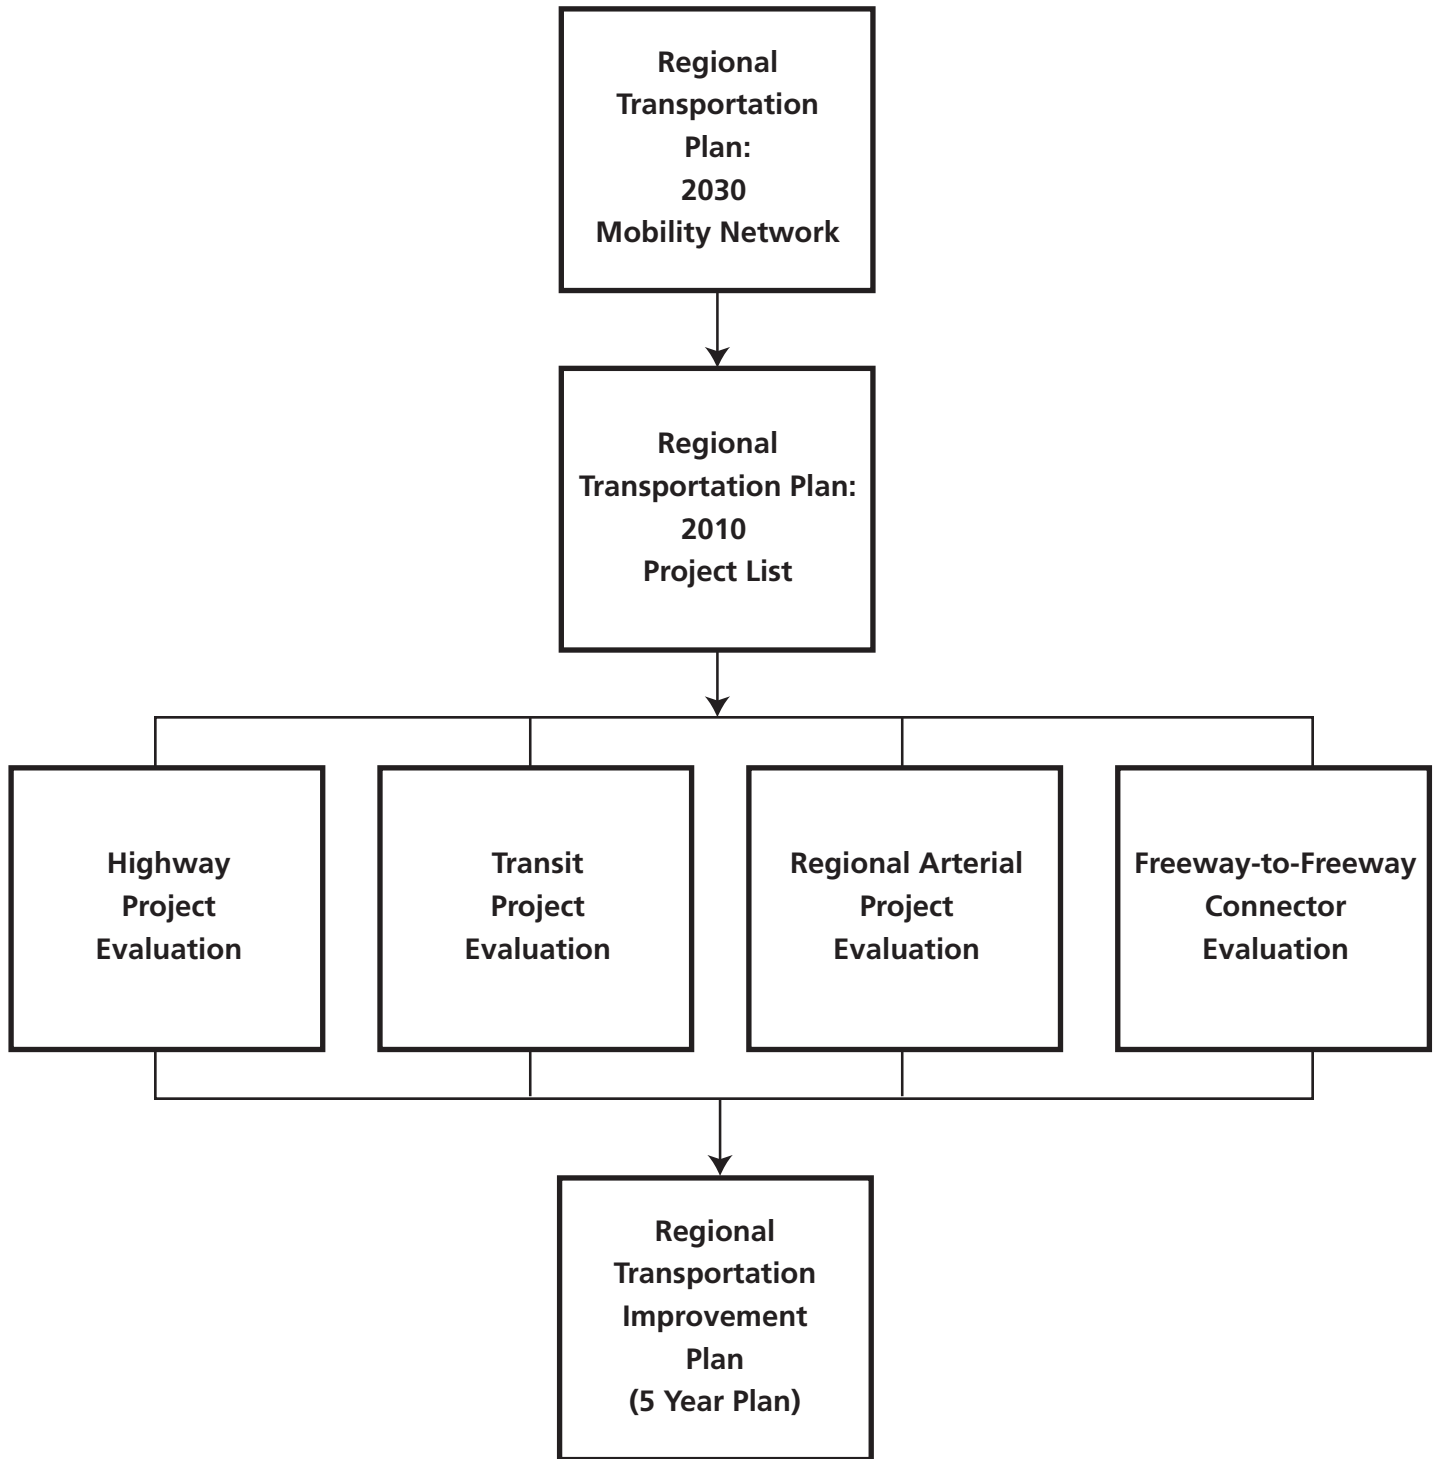 Regional
Transportation
Plan:
2030
Mobility Network
Regional
Transportation Plan:
2010
Project List
Highway
Project
Evaluation
Transit
Project
Evaluation
Regional Arterial
Project
Evaluation
Freeway-to-Freeway
Connector
Evaluation
Regional
Transportation
Improvement
Plan
(5 Year Plan)